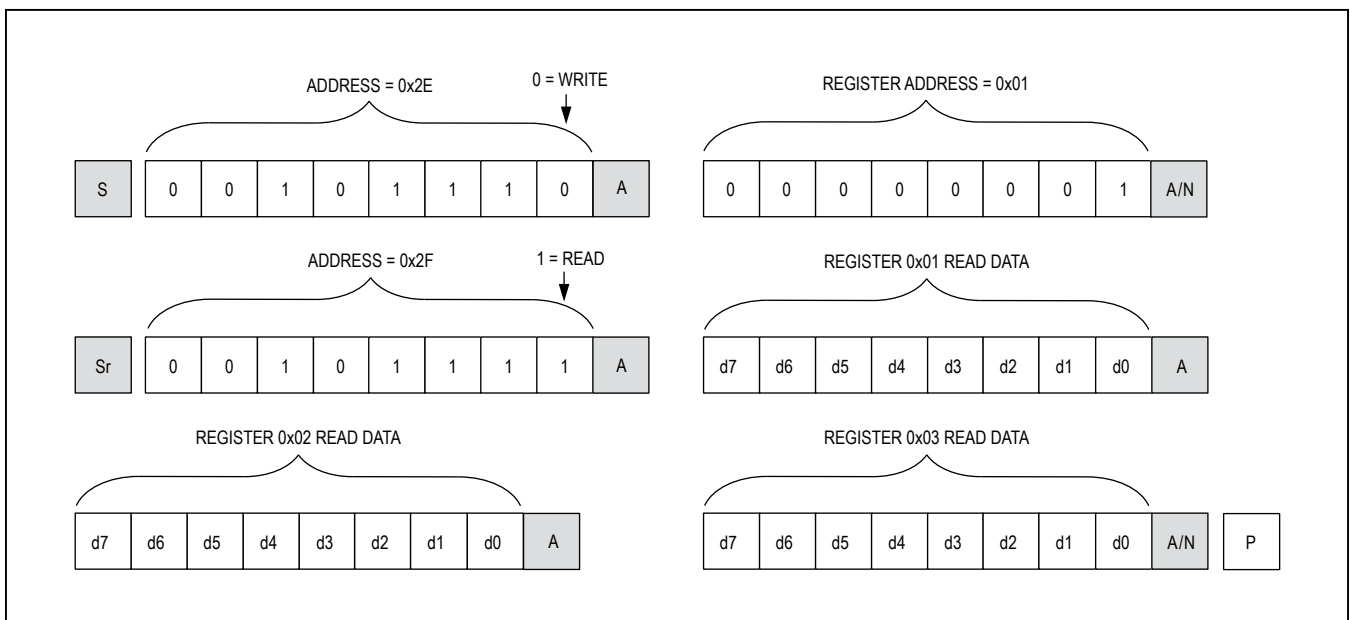 ADDRESS = 0x2E 0 = WRITE REGISTER ADDRESS = 0x01
S 0 0 1 0 1 1 1 0 A 0 0 0 0 0 0 0 1 A/N
ADDRESS = 0x2F 1 = READ REGISTER 0x01 READ DATA
Sr 0 0 1 0 1 1 1 1 A d7 d6 d5 d4 d3 d2 d1 d0 A
REGISTER 0x02 READ DATA REGISTER 0x03 READ DATA
d7 d6 d5 d4 d3 d2 d1 d0 A d7 d6 d5 d4 d3 d2 d1 d0 A/N P